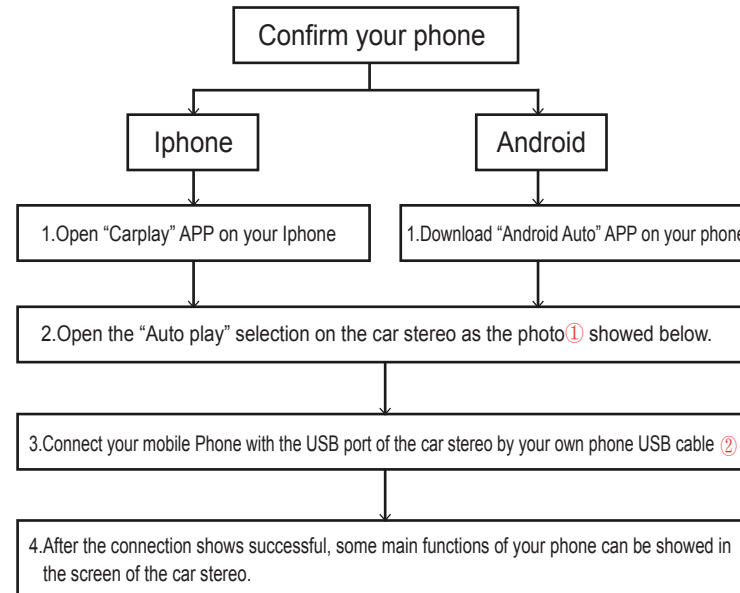 Confirm your phone
Iphone
Android
1.Open “Carplay” APP on your Iphone
1.Download “Android Auto” APP on your phone
2.Open the “Auto play” selection on the car stereo as the photo① showed below.
3.Connect your mobile Phone with the USB port of the car stereo by your own phone USB cable ②
4.After the connection shows successful, some main functions of your phone can be showed in
the screen of the car stereo.